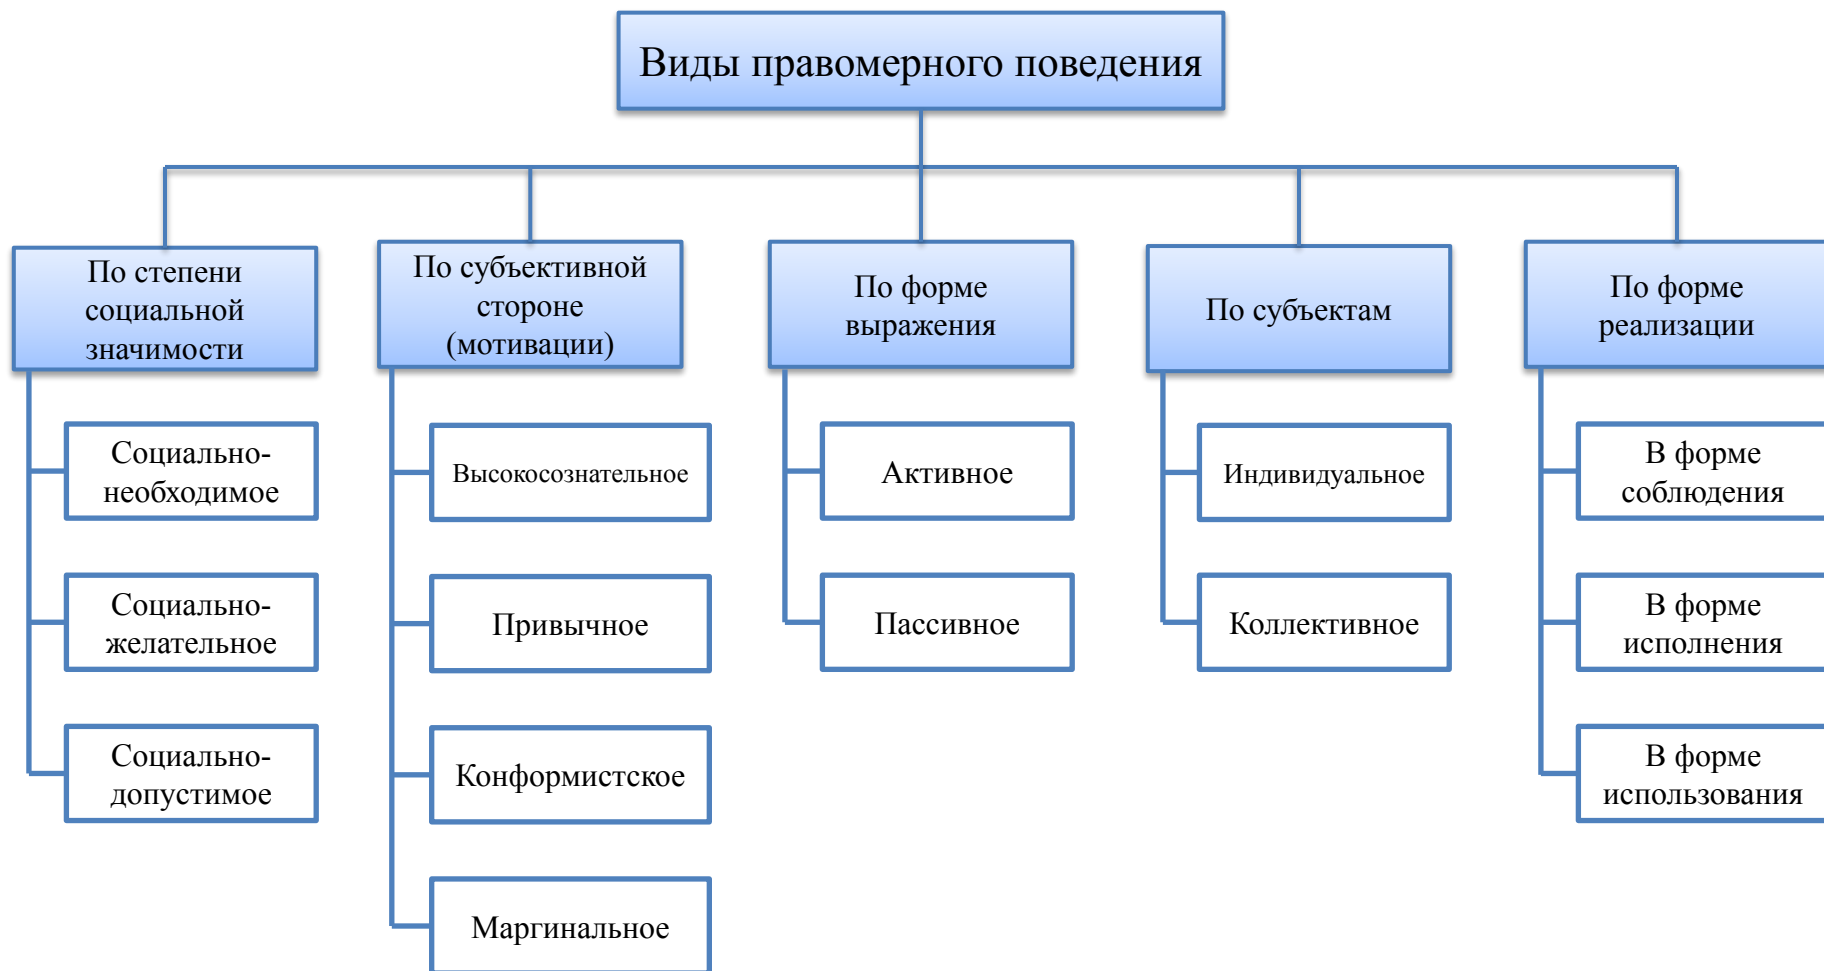 Виды правомерного поведения
По степени
социальной
значимости
Социально-
необходимое
Социально-
желательное
Социально-
допустимое
По субъективной
стороне
(мотивации)
Высокосознательное
Привычное
Конформистское
Маргинальное
По форме
выражения
Активное
Пассивное
По субъектам
Индивидуальное
Коллективное
По форме
реализации
В форме
соблюдения
В форме
исполнения
В форме
использования